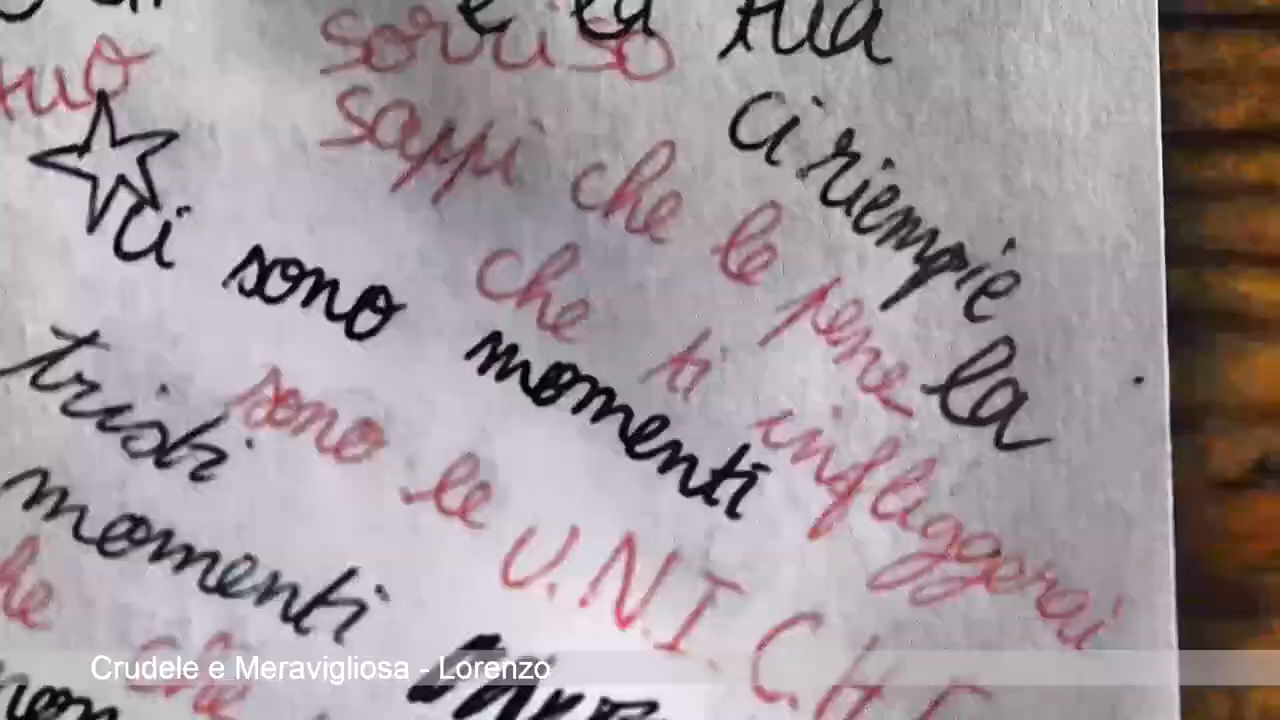 e la tua
tuo sorriso
ci riempie la
sappi che le pene
☆ Ci sono momenti
che ti infliggerai
tristi
sono le U.N.I.C.H.E
momenti
che
Crudele e Meravigliosa - Lorenzo